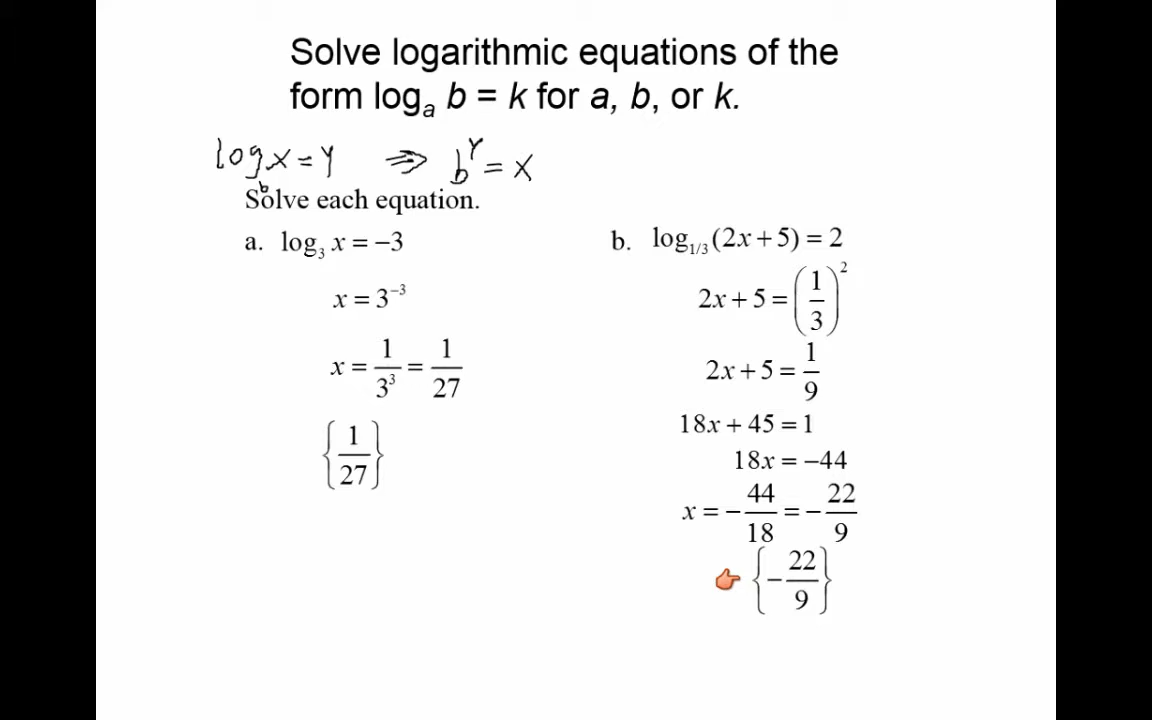 Solve logarithmic equations of the
form logₐ b = k for a, b, or k.
log_b x = y ⇒ b^y = x
Solve each equation.
a. log₃ x = −3
x = 3⁻³
x = 1/3³ = 1/27
{1/27}
b. log_{1/3}(2x + 5) = 2
2x + 5 = (1/3)²
2x + 5 = 1/9
18x + 45 = 1
18x = −44
x = −44/18 = −22/9
{−22/9}